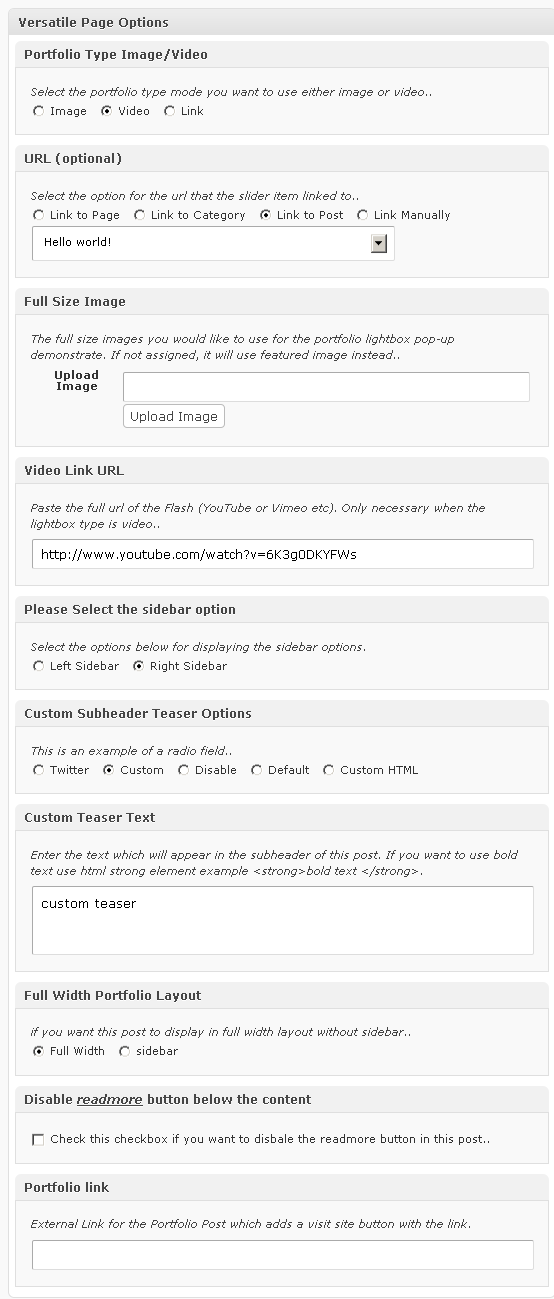 Versatile Page Options
Portfolio Type Image/Video
Select the portfolio type mode you want to use either image or video..
Image Video Link
URL (optional)
Select the option for the url that the slider item linked to..
Link to Page Link to Category Link to Post Link Manually
Hello world!
Full Size Image
The full size images you would like to use for the portfolio lightbox pop-up
demonstrate. If not assigned, it will use featured image instead..
Upload
Image
Upload Image
Video Link URL
Paste the full url of the Flash (YouTube or Vimeo etc). Only necessary when the
lightbox type is video..
http://www.youtube.com/watch?v=6K3g0DKYFWs
Please Select the sidebar option
Select the options below for displaying the sidebar options.
Left Sidebar Right Sidebar
Custom Subheader Teaser Options
This is an example of a radio field..
Twitter Custom Disable Default Custom HTML
Custom Teaser Text
Enter the text which will appear in the subheader of this post. If you want to use bold
text use html strong element example <strong>bold text </strong>.
custom teaser
Full Width Portfolio Layout
if you want this post to display in full width layout without sidebar..
Full Width sidebar
Disable readmore button below the content
Check this checkbox if you want to disbale the readmore button in this post..
Portfolio link
External Link for the Portfolio Post which adds a visit site button with the link.